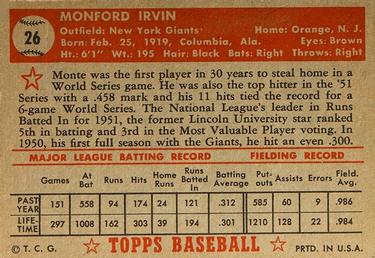 26
MONFORD IRVIN
Outfield: New York Giants Home: Orange, N. J.
Born: Feb. 25, 1919, Columbia, Ala. Eyes: Brown
Ht.: 6'1" Wt.: 195 Hair: Black Bats: Right Throws: Right
Monte was the first player in 30 years to steal home in a
World Series game. He was also the top hitter in the '51
Series with a .458 mark and his 11 hits tied the record for a
6-game World Series. The National League's leader in Runs
Batted In for 1951, the former Lincoln University star ranked
5th in batting and 3rd in the Most Valuable Player voting. In
1950, his first full season with the Giants, he hit an even .300.
MAJOR LEAGUE BATTING RECORD FIELDING RECORD
Games At Bat Runs Hits Home Runs Runs Batted In Batting Average Put-outs Assists Errors Field. Avg.
PAST YEAR 151 558 94 174 24 121 .312 585 60 9 .986
LIFE-TIME 297 1008 162 303 39 194 .301 1210 128 22 .984
© T. C. G. TOPPS BASEBALL PRTD. IN U.S.A.